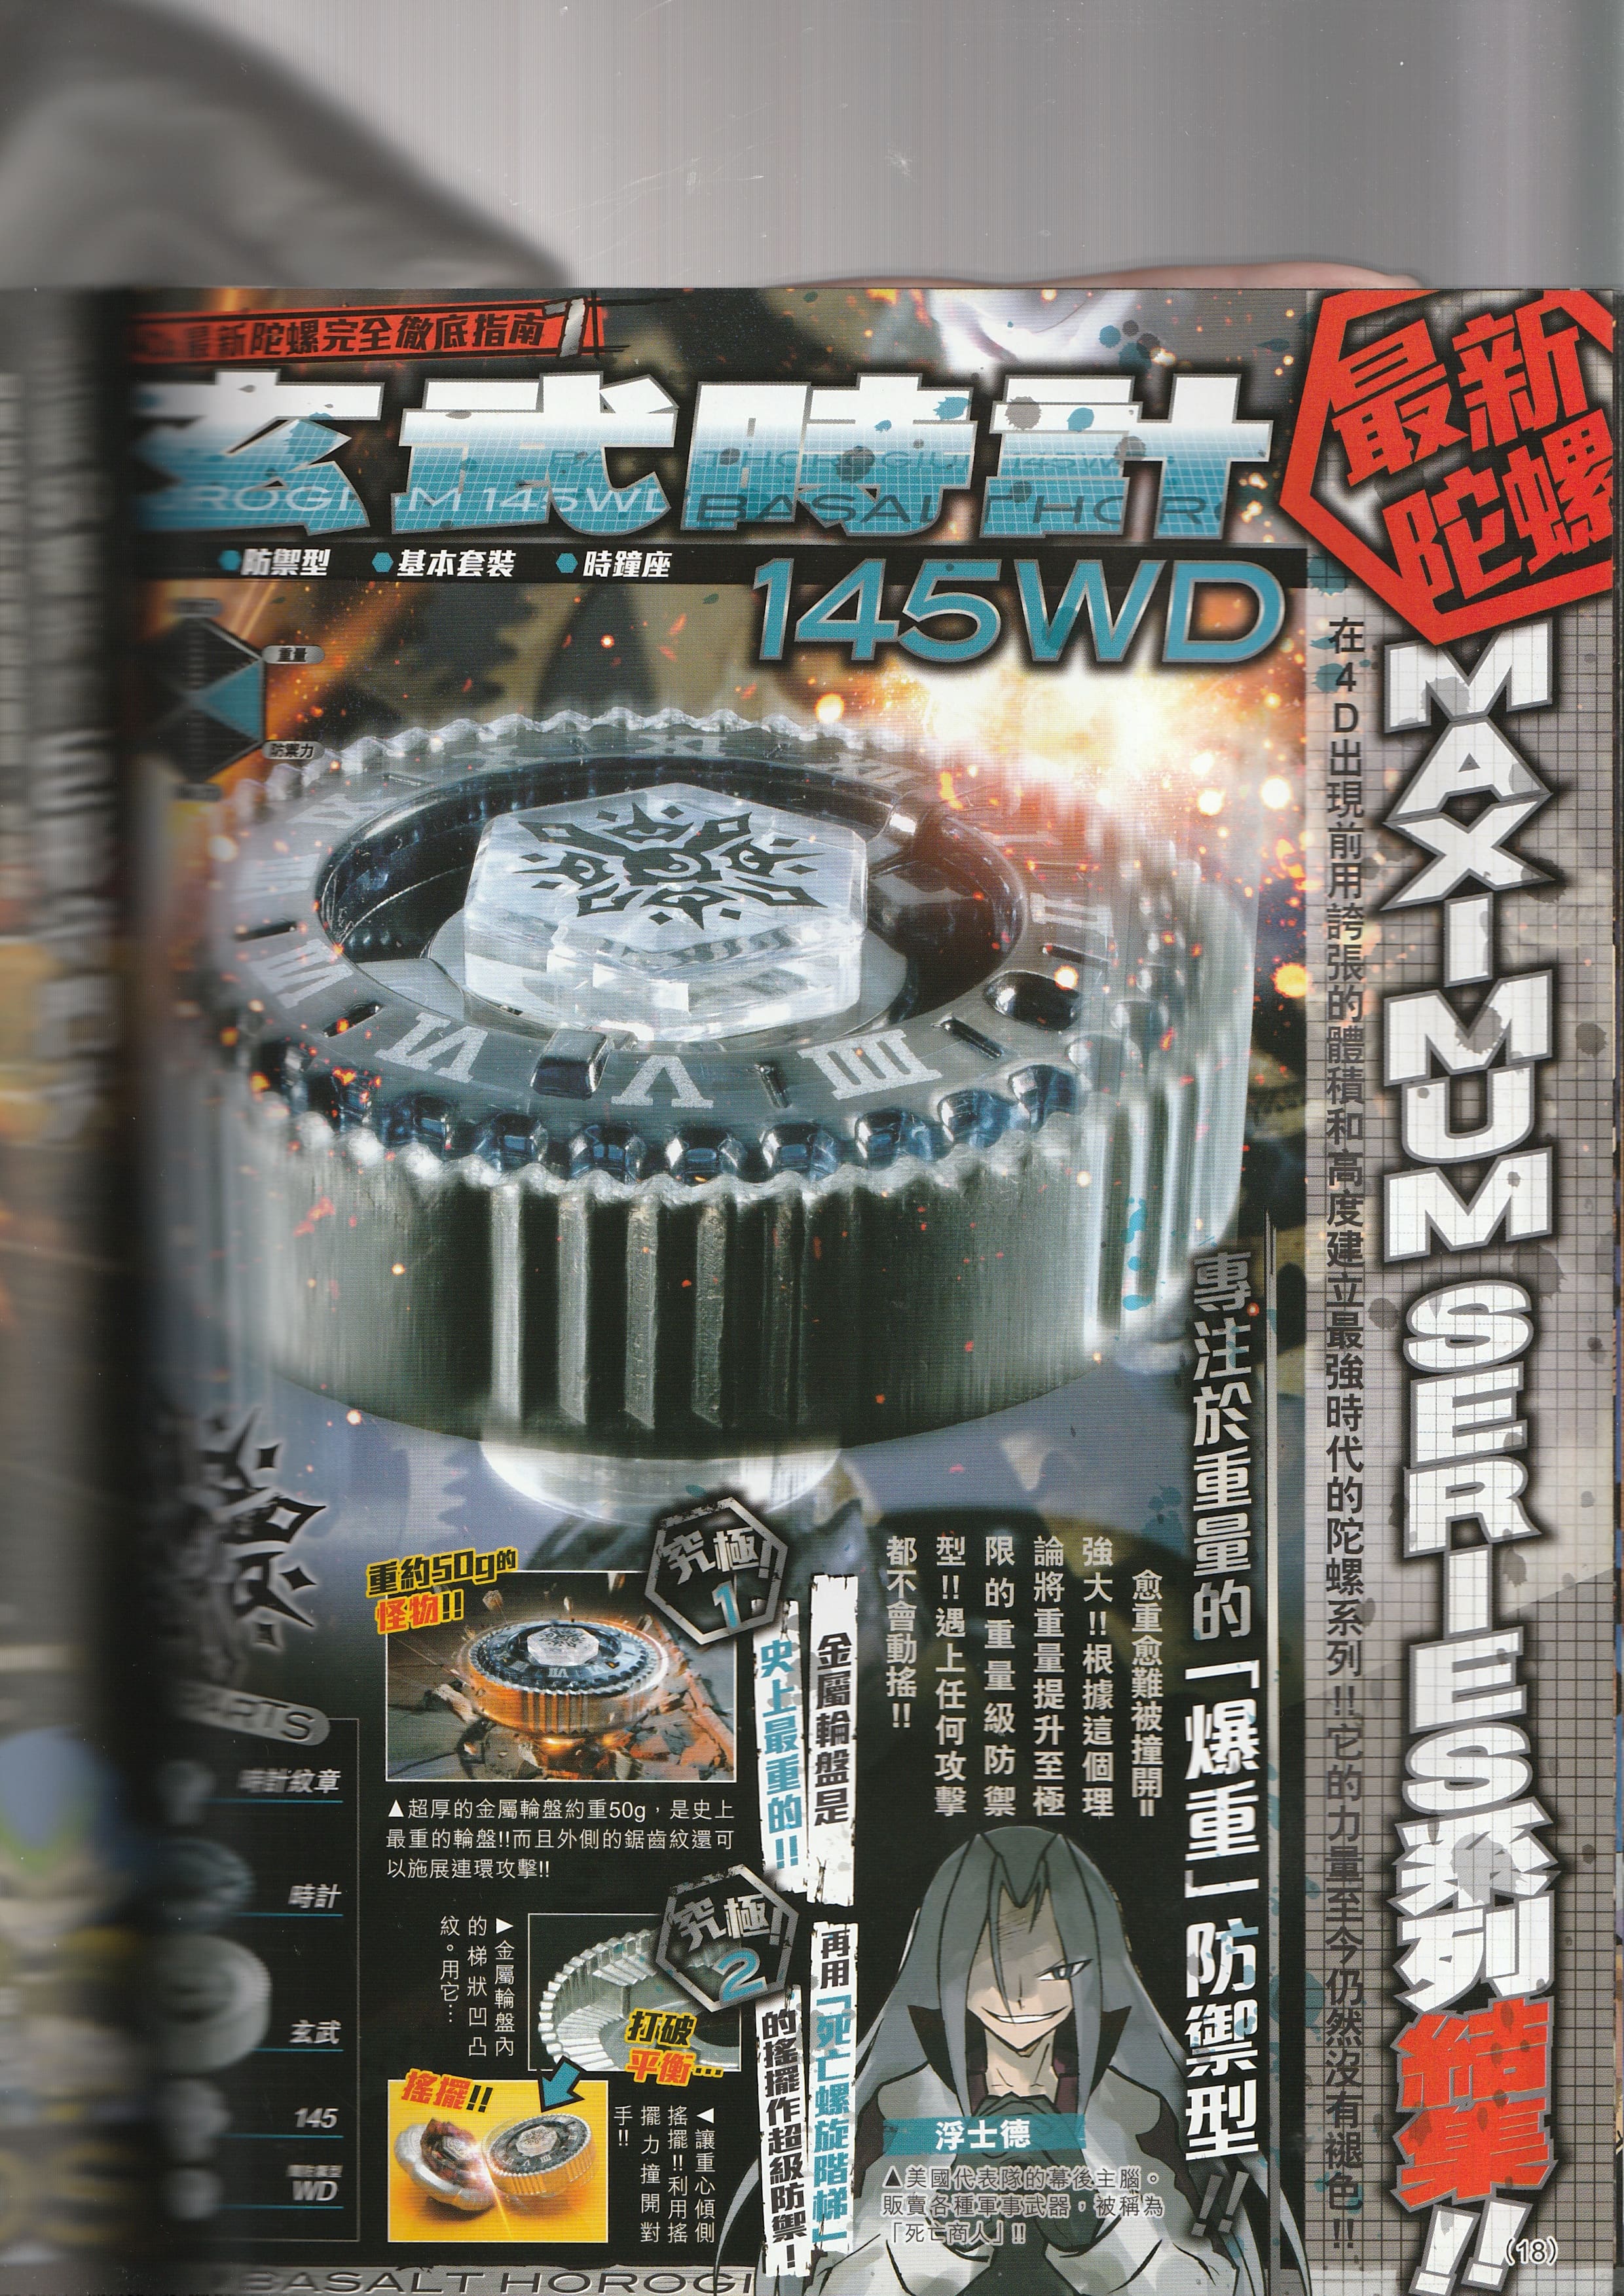 最新陀螺
MAXIMUM SERIES系列結集!!
在4D出現前用誇張的體積和高度建立最強時代的陀螺系列!!它的力量至今仍然沒有褪色!!
最新陀螺完全徹底指南1
玄武時計
BASALT HOROGIUM 145WD
145WD
防禦型
基本套裝
時鐘座
重量
防禦力
專注於重量的「爆重」防禦型!!
愈重愈難被撞開=
強大!!根據這個理
論將重量提升至極
限的重量級防禦
型!!遇上任何攻擊
都不會動搖!!
究極!1
金屬輪盤是
史上最重的!!
重約50g的
怪物!!
▲超厚的金屬輪盤約重50g，是史上
最重的輪盤!!而且外側的鋸齒紋還可
以施展連環攻擊!!
究極!2
再用「死亡螺旋階梯」
的搖擺作超級防禦!
▶金屬輪盤內
的梯狀凹凸
紋。用它…
打破
平衡…
搖擺!!
◀讓重心傾側
搖擺!!利用搖
擺力撞開對
手!!
浮士德
▲美國代表隊的幕後主腦。
販賣各種軍事武器，被稱為
「死亡商人」!!
PARTS
時計紋章
時計
玄武
145
WD
BASALT HOROGI
(18)